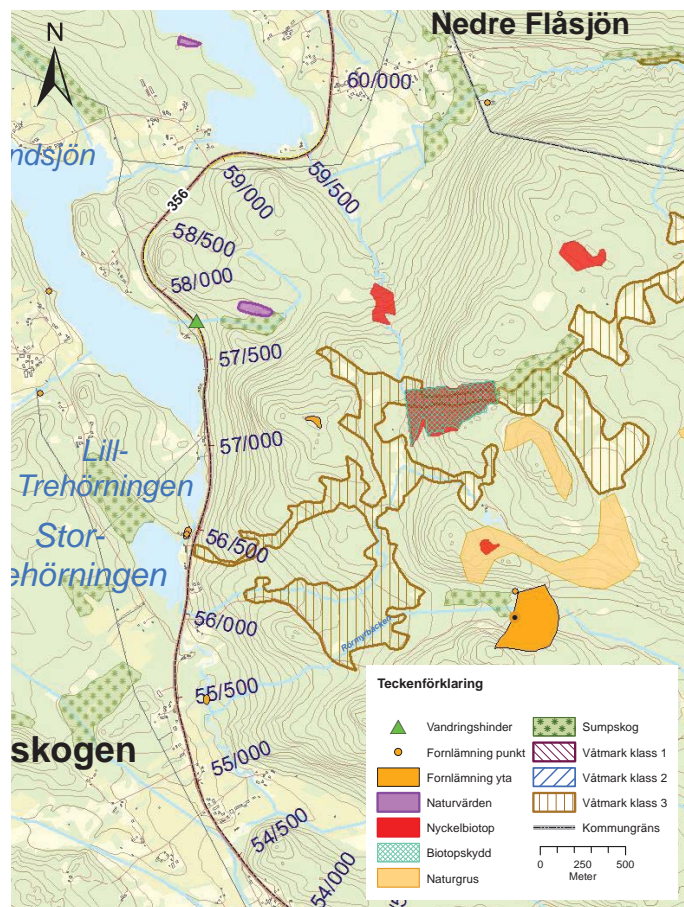 Nedre Flåsjön
N
60/000
ndsjön
59/500
59/000
356
58/500
58/000
57/500
57/000
Lill-
Trehörningen
56/500
Stor-
ehörningen
56/000
Rörmyrbäcken
55/500
skogen
55/000
54/500
54/000
Teckenförklaring
Vandringshinder
Fornlämning punkt
Fornlämning yta
Naturvärden
Nyckelbiotop
Biotopskydd
Naturgrus
Sumpskog
Våtmark klass 1
Våtmark klass 2
Våtmark klass 3
Kommungräns
0 250 500
Meter